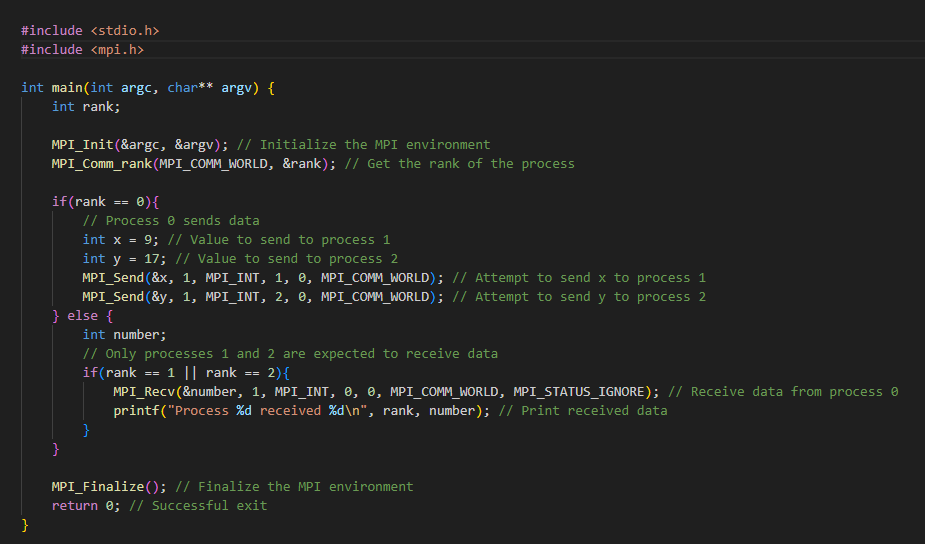 #include <stdio.h>
#include <mpi.h>
int main(int argc, char** argv) {
    int rank;
    MPI_Init(&argc, &argv); // Initialize the MPI environment
    MPI_Comm_rank(MPI_COMM_WORLD, &rank); // Get the rank of the process
    if(rank == 0){
        // Process 0 sends data
        int x = 9; // Value to send to process 1
        int y = 17; // Value to send to process 2
        MPI_Send(&x, 1, MPI_INT, 1, 0, MPI_COMM_WORLD); // Attempt to send x to process 1
        MPI_Send(&y, 1, MPI_INT, 2, 0, MPI_COMM_WORLD); // Attempt to send y to process 2
    } else {
        int number;
        // Only processes 1 and 2 are expected to receive data
        if(rank == 1 || rank == 2){
            MPI_Recv(&number, 1, MPI_INT, 0, 0, MPI_COMM_WORLD, MPI_STATUS_IGNORE); // Receive data from process 0
            printf("Process %d received %d\n", rank, number); // Print received data
        }
    }
    MPI_Finalize(); // Finalize the MPI environment
    return 0; // Successful exit
}